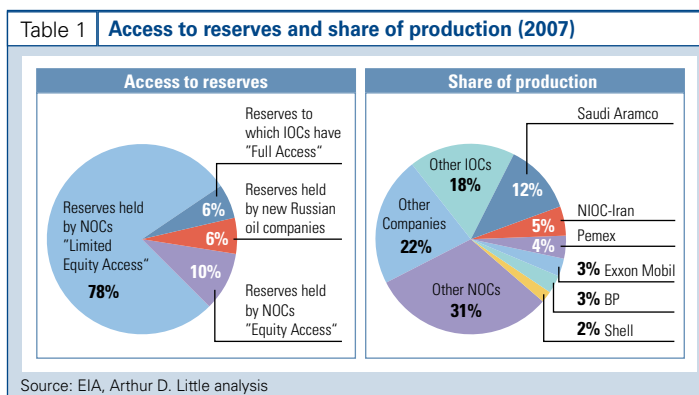 Table 1
Access to reserves and share of production (2007)
Access to reserves
Reserves to
which IOCs have
"Full Access"
6%
Reserves held
by new Russian
oil companies
6%
Reserves held
by NOCs
"Limited
Equity Access"
78%
10%
Reserves held
by NOCs
"Equity Access"
Share of production
Saudi Aramco
12%
Other IOCs
18%
Other
Companies
22%
NIOC-Iran
5%
Pemex
4%
3% Exxon Mobil
3% BP
2% Shell
Other NOCs
31%
Source: EIA, Arthur D. Little analysis